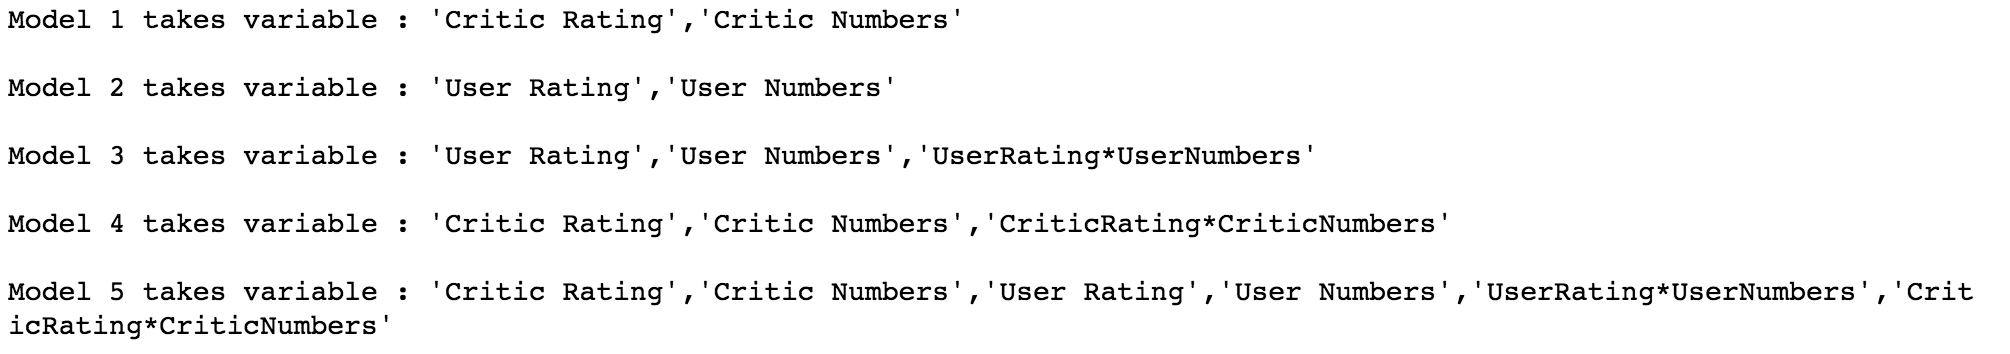 Model 1 takes variable : 'Critic Rating','Critic Numbers'
Model 2 takes variable : 'User Rating','User Numbers'
Model 3 takes variable : 'User Rating','User Numbers','UserRating*UserNumbers'
Model 4 takes variable : 'Critic Rating','Critic Numbers','CriticRating*CriticNumbers'
Model 5 takes variable : 'Critic Rating','Critic Numbers','User Rating','User Numbers','UserRating*UserNumbers','Crit
icRating*CriticNumbers'